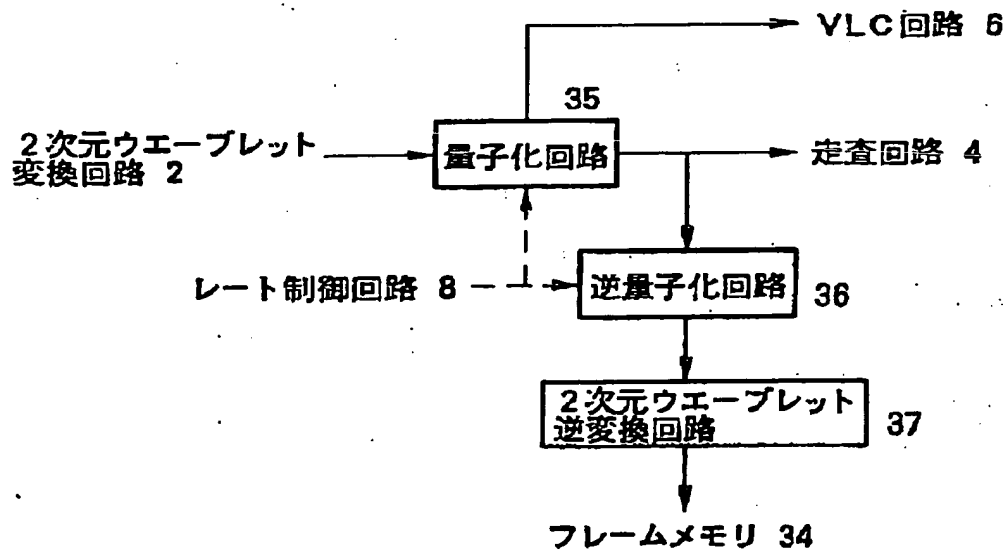 VLC回路 6
35
2次元ウエーブレット
変換回路 2
量子化回路
走査回路 4
レート制御回路 8
逆量子化回路
36
2次元ウエーブレット
逆変換回路
37
フレームメモリ 34